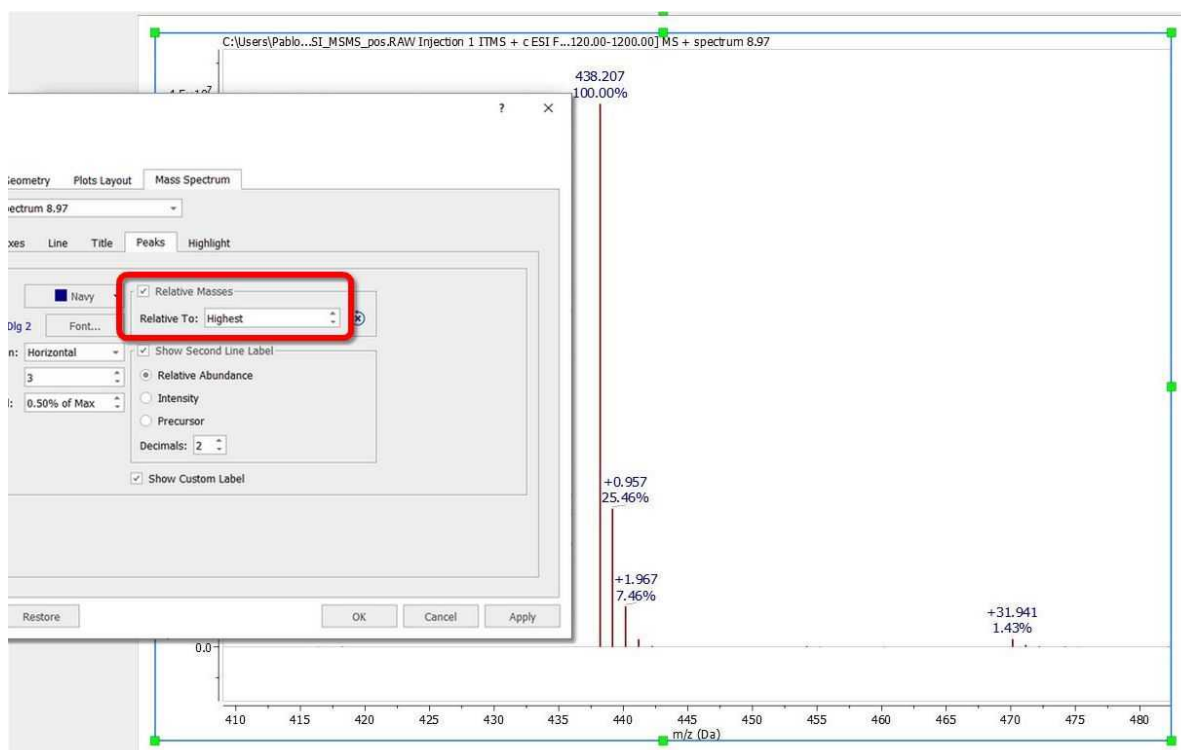 C:\Users\Pablo...SI_MSMS_pos.RAW Injection 1 ITMS + c ESI F...120.00-1200.00] MS + spectrum 8.97
438.207
100.00%
? ×
Geometry Plots Layout Mass Spectrum
ectrum 8.97
xes Line Title Peaks Highlight
Navy
Relative Masses
Relative To: Highest
Dlg 2 Font...
n: Horizontal
Show Second Line Label
3
Relative Abundance
: 0.50% of Max
Intensity
Precursor
Decimals: 2
Show Custom Label
Restore OK Cancel Apply
+0.957
25.46%
+1.967
7.46%
+31.941
1.43%
0.0
410 415 420 425 430 435 440 445 450 455 460 465 470 475 480
m/z (Da)